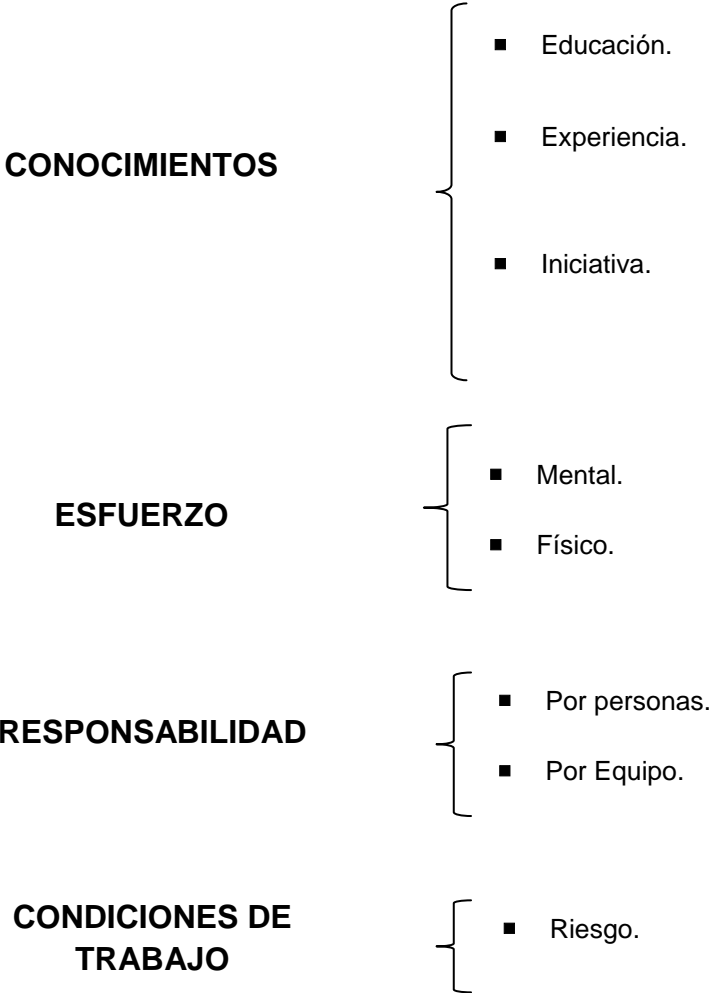 CONOCIMIENTOS
■ Educación.
■ Experiencia.
■ Iniciativa.
ESFUERZO
■ Mental.
■ Físico.
RESPONSABILIDAD
■ Por personas.
■ Por Equipo.
CONDICIONES DE
TRABAJO
■ Riesgo.